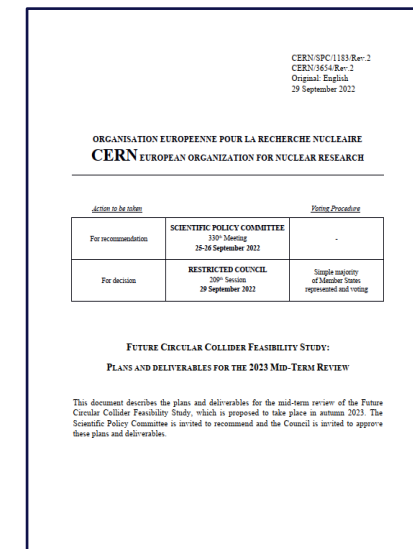 CERN/SPC/1183/Rev.2
CERN/3654/Rev.2
Original: English
29 September 2022
ORGANISATION EUROPEENNE POUR LA RECHERCHE NUCLEAIRE
CERN EUROPEAN ORGANIZATION FOR NUCLEAR RESEARCH
Action to be taken
Voting Procedure
For recommendation
SCIENTIFIC POLICY COMMITTEE
330th Meeting
25-26 September 2022
-
For decision
RESTRICTED COUNCIL
209th Session
29 September 2022
Simple majority
of Member States
represented and voting
FUTURE CIRCULAR COLLIDER FEASIBILITY STUDY:
PLANS AND DELIVERABLES FOR THE 2023 MID-TERM REVIEW
This document describes the plans and deliverables for the mid-term review of the Future
Circular Collider Feasibility Study, which is proposed to take place in autumn 2023. The
Scientific Policy Committee is invited to recommend and the Council is invited to approve
these plans and deliverables.